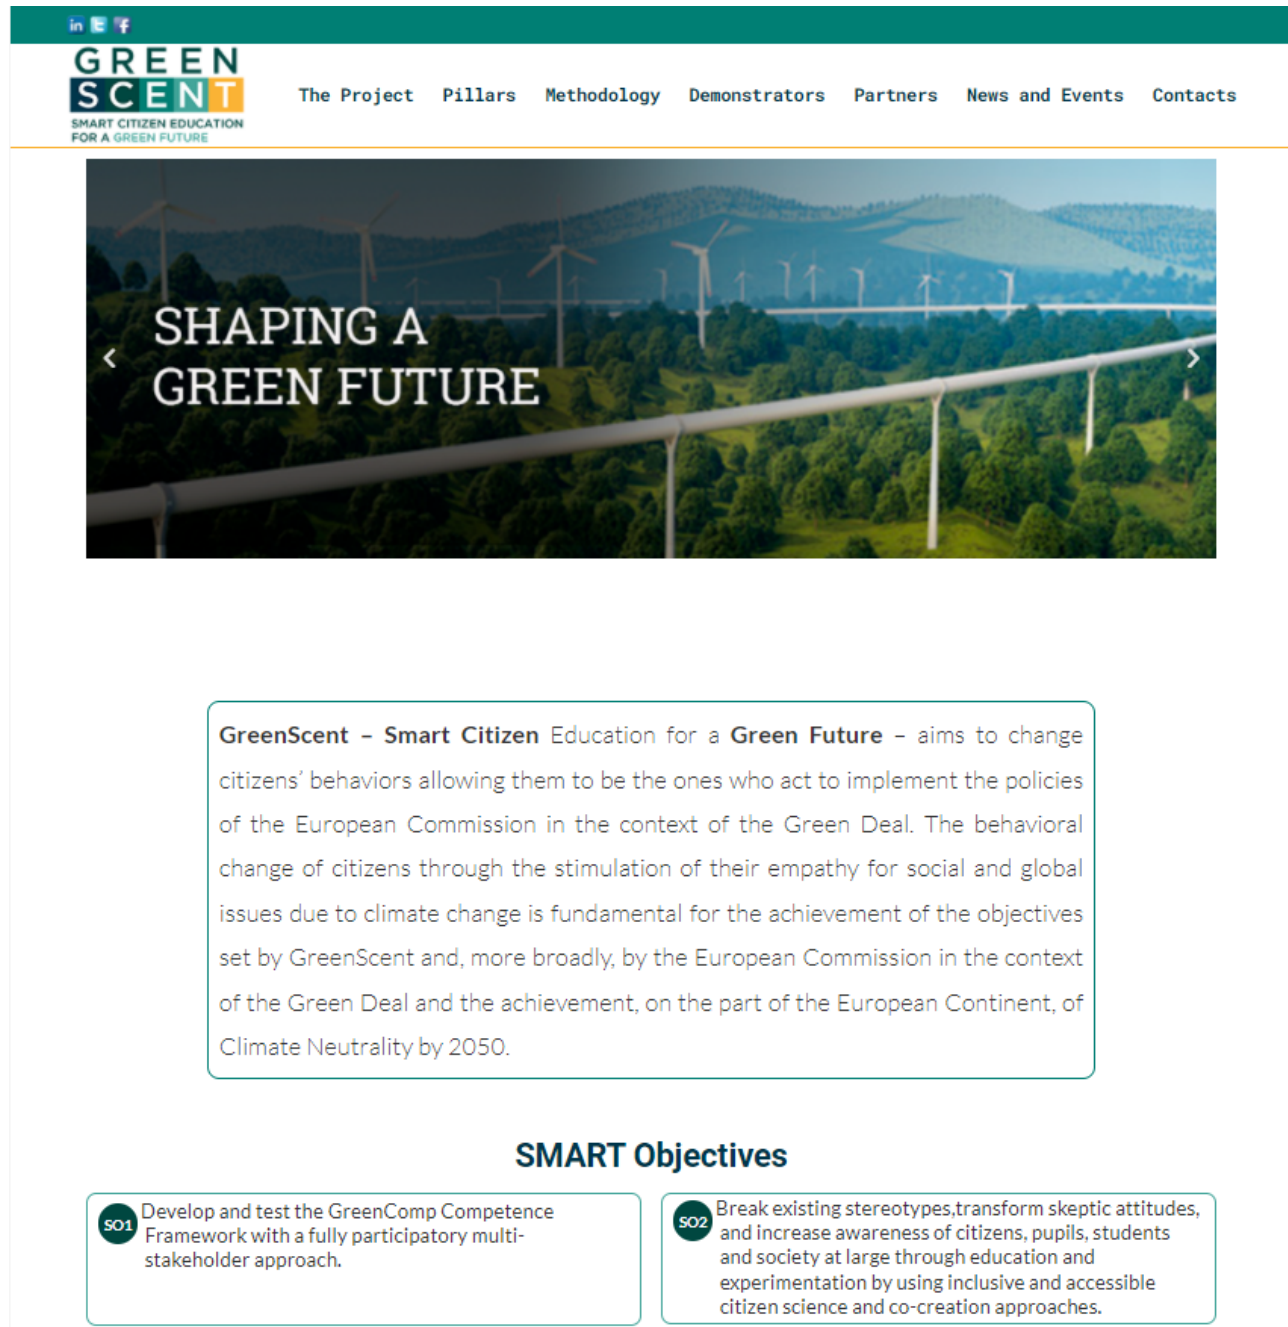 GREEN
SCENT
SMART CITIZEN EDUCATION
FOR A GREEN FUTURE
The Project Pillars Methodology Demonstrators Partners News and Events Contacts
SHAPING A
GREEN FUTURE
GreenScent – Smart Citizen Education for a Green Future – aims to change
citizens’ behaviors allowing them to be the ones who act to implement the policies
of the European Commission in the context of the Green Deal. The behavioral
change of citizens through the stimulation of their empathy for social and global
issues due to climate change is fundamental for the achievement of the objectives
set by GreenScent and, more broadly, by the European Commission in the context
of the Green Deal and the achievement, on the part of the European Continent, of
Climate Neutrality by 2050.
SMART Objectives
SO1
Develop and test the GreenComp Competence
Framework with a fully participatory multi-
stakeholder approach.
SO2
Break existing stereotypes,transform skeptic attitudes,
and increase awareness of citizens, pupils, students
and society at large through education and
experimentation by using inclusive and accessible
citizen science and co-creation approaches.